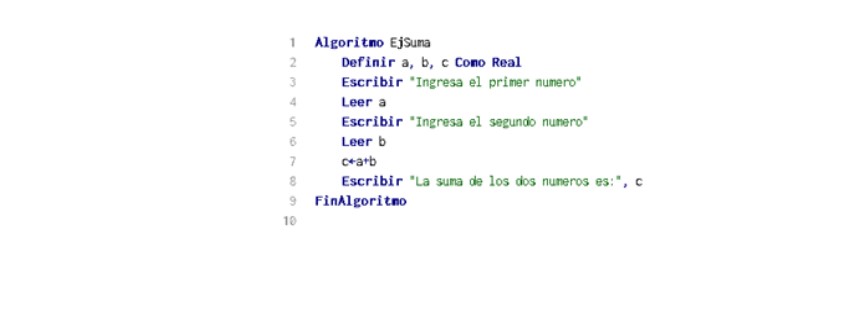 1 Algoritmo EjSuma
2 Definir a, b, c Como Real
3 Escribir "Ingresa el primer numero"
4 Leer a
5 Escribir "Ingresa el segundo numero"
6 Leer b
7 c←a+b
8 Escribir "La suma de los dos numeros es:", c
9 FinAlgoritmo
10